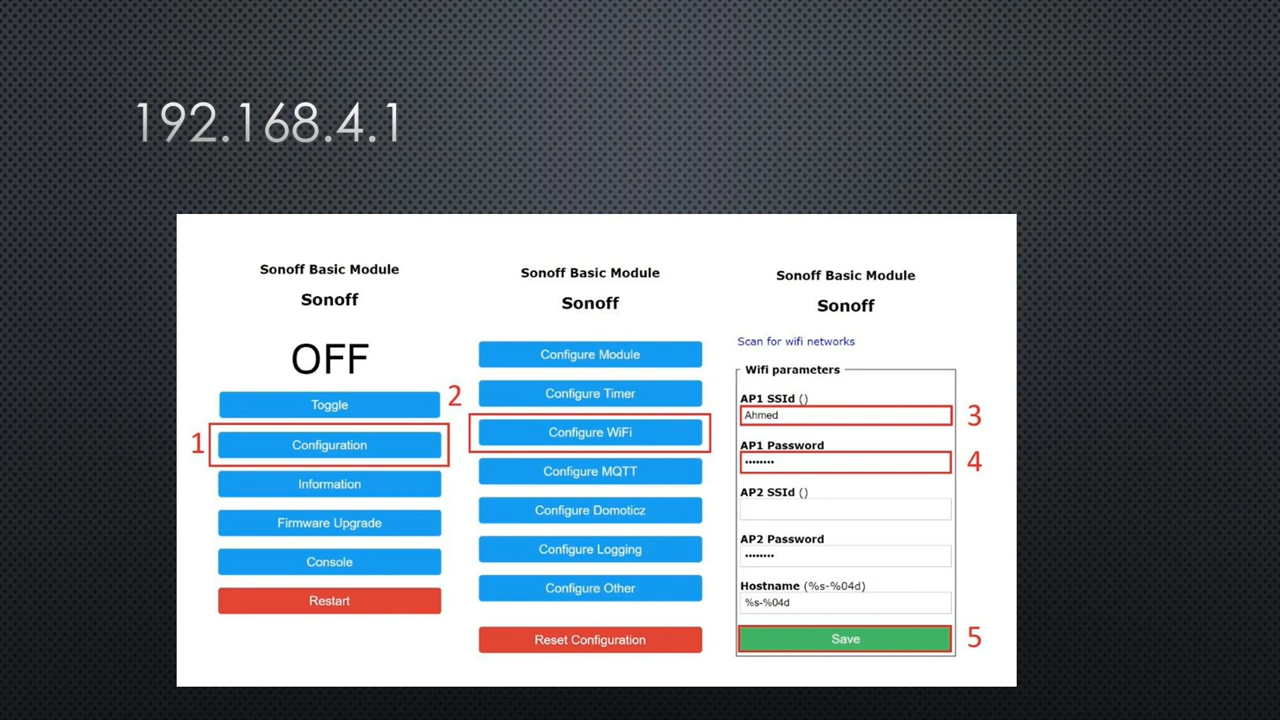 192.168.4.1
Sonoff Basic Module
Sonoff
OFF
Toggle
1
Configuration
Information
Firmware Upgrade
Console
Restart
Sonoff Basic Module
Sonoff
Configure Module
Configure Timer
2
Configure WiFi
Configure MQTT
Configure Domoticz
Configure Logging
Configure Other
Reset Configuration
Sonoff Basic Module
Sonoff
Scan for wifi networks
Wifi parameters
AP1 SSId ()
Ahmed
3
AP1 Password
••••••••
4
AP2 SSId ()
AP2 Password
••••••••
Hostname (%s-%04d)
%s-%04d
Save
5